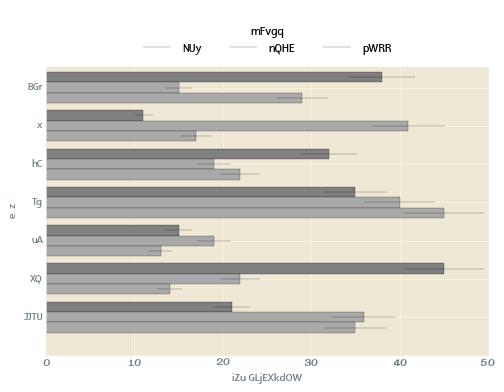 mFvgq
NUy nQHE pWRR
BGr
x
hC
Tg
uA
XQ
JJTU
e z
0 10 20 30 40 50
iZu GLjEXkdOW